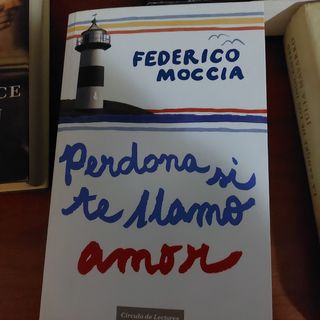 FEDERICO
MOCCIA
Perdona si
te llamo
amor
Círculo de Lectores